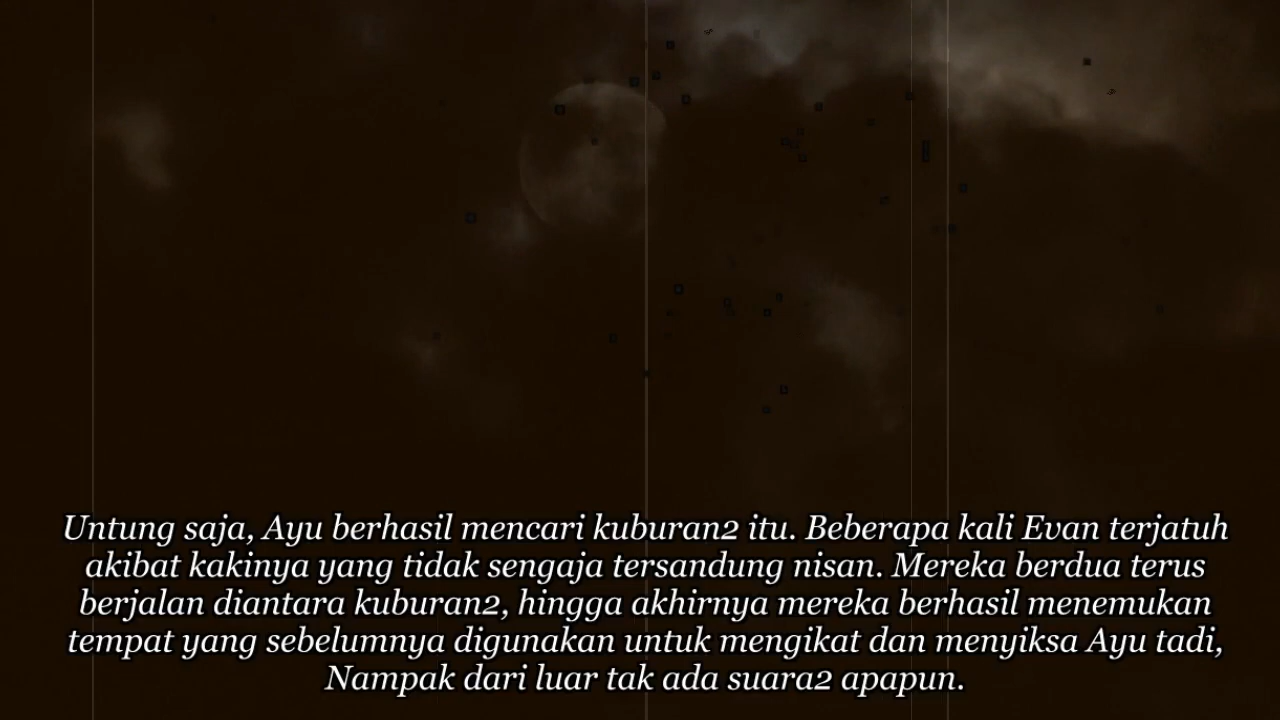 Untung saja, Ayu berhasil mencari kuburan2 itu. Beberapa kali Evan terjatuh
akibat kakinya yang tidak sengaja tersandung nisan. Mereka berdua terus
berjalan diantara kuburan2, hingga akhirnya mereka berhasil menemukan
tempat yang sebelumnya digunakan untuk mengikat dan menyiksa Ayu tadi,
Nampak dari luar tak ada suara2 apapun.